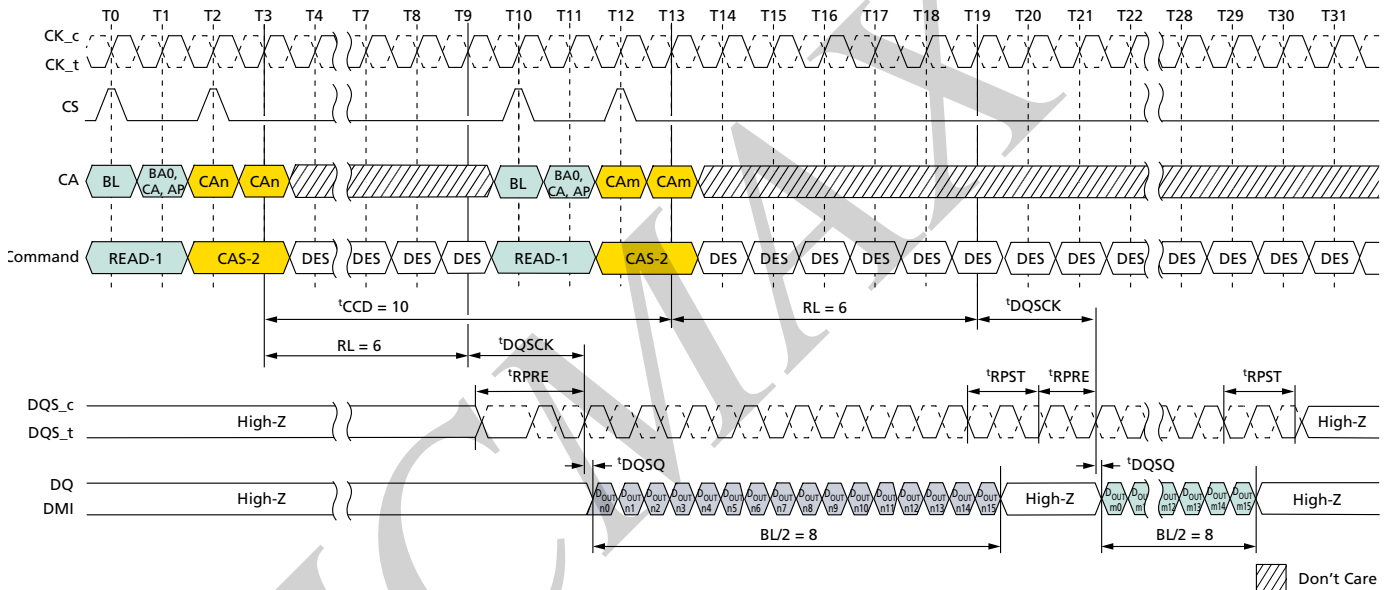 T0 T1 T2 T3 T4 T7 T8 T9 T10 T11 T12 T13 T14 T15 T16 T17 T18 T19 T20 T21 T22 T28 T29 T30 T31
CK_c
CK_t
CS
CA BL BA0, CA, AP CAn CAn BL BA0, CA, AP CAm CAm
Command READ-1 CAS-2 DES DES DES DES READ-1 CAS-2 DES DES DES DES DES DES DES DES DES DES DES DES DES
tCCD = 10 RL = 6 tDQSCK
RL = 6 tDQSCK
tRPRE tRPST tRPRE tRPST
DQS_c
DQS_t
High-Z High-Z
tDQSQ tDQSQ
DQ
DMI
High-Z DOUT n0 DOUT n1 DOUT n2 DOUT n3 DOUT n4 DOUT n5 DOUT n6 DOUT n7 DOUT n8 DOUT n9 DOUT n10 DOUT n11 DOUT n12 DOUT n13 DOUT n14 DOUT n15 High-Z DOUT m0 DOUT m12 DOUT m13 DOUT m14 DOUT m15 High-Z
BL/2 = 8 BL/2 = 8
Don't Care